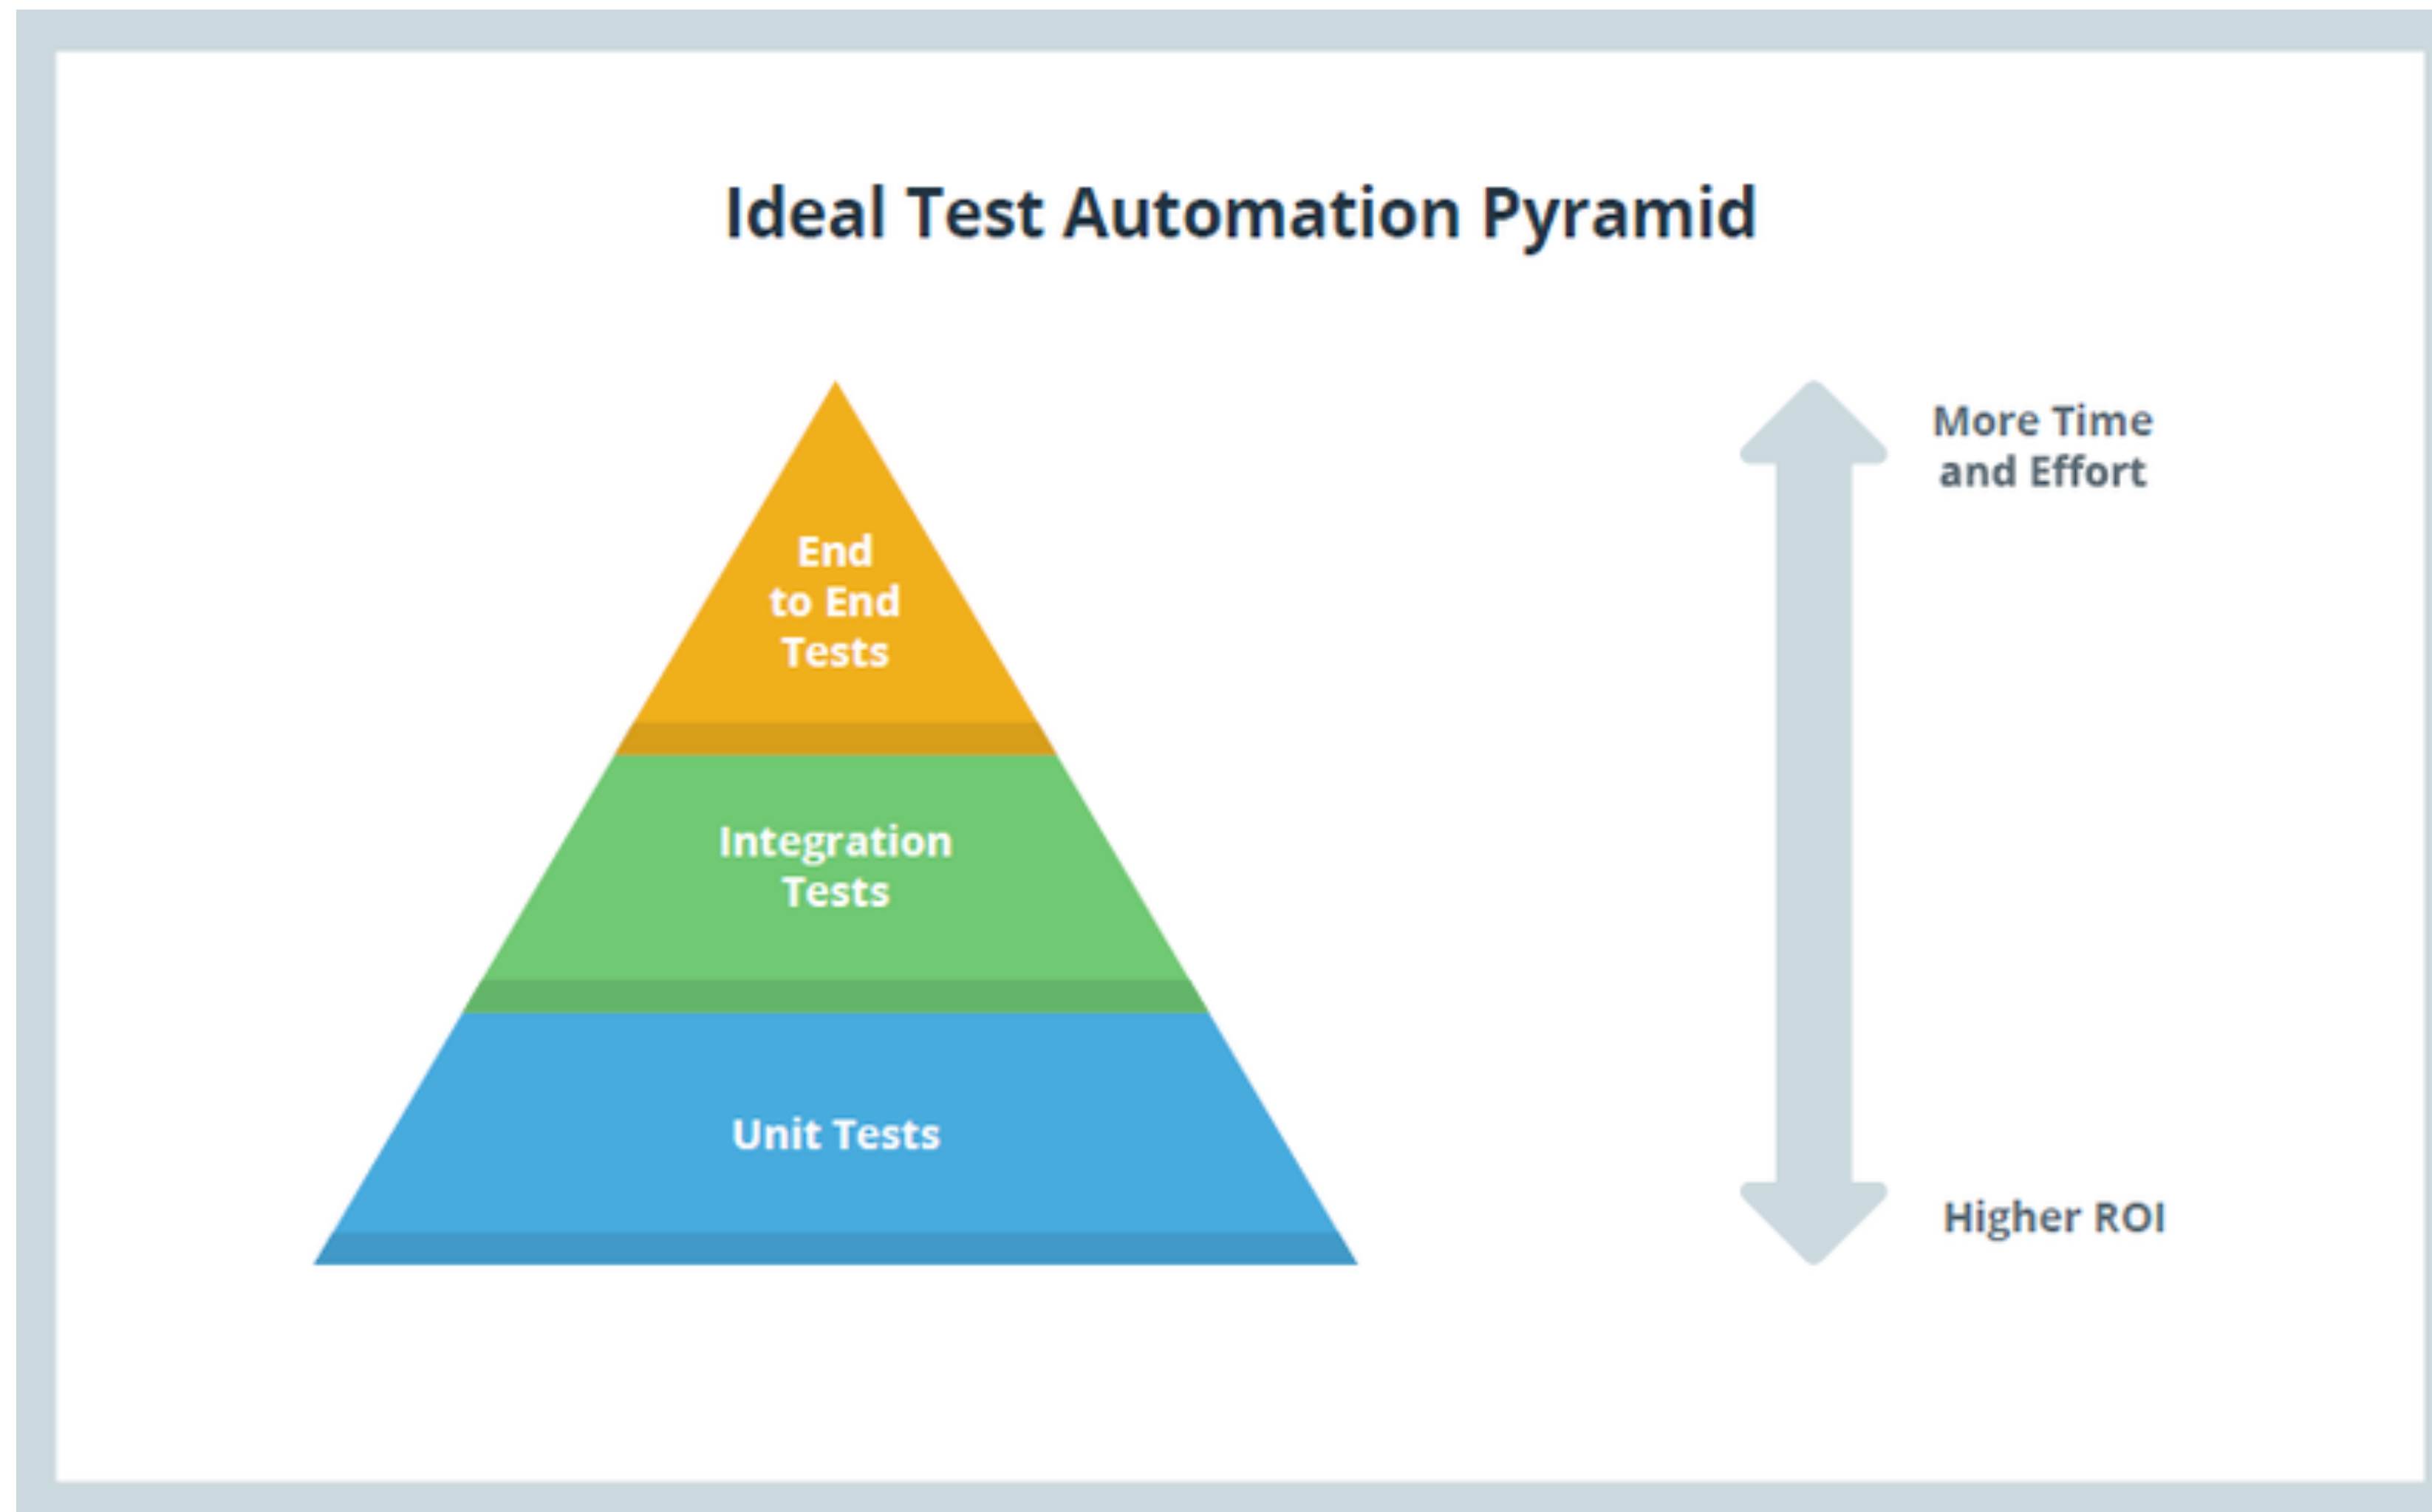 Ideal Test Automation Pyramid
End
to End
Tests
Integration
Tests
Unit Tests
More Time
and Effort
Higher ROI